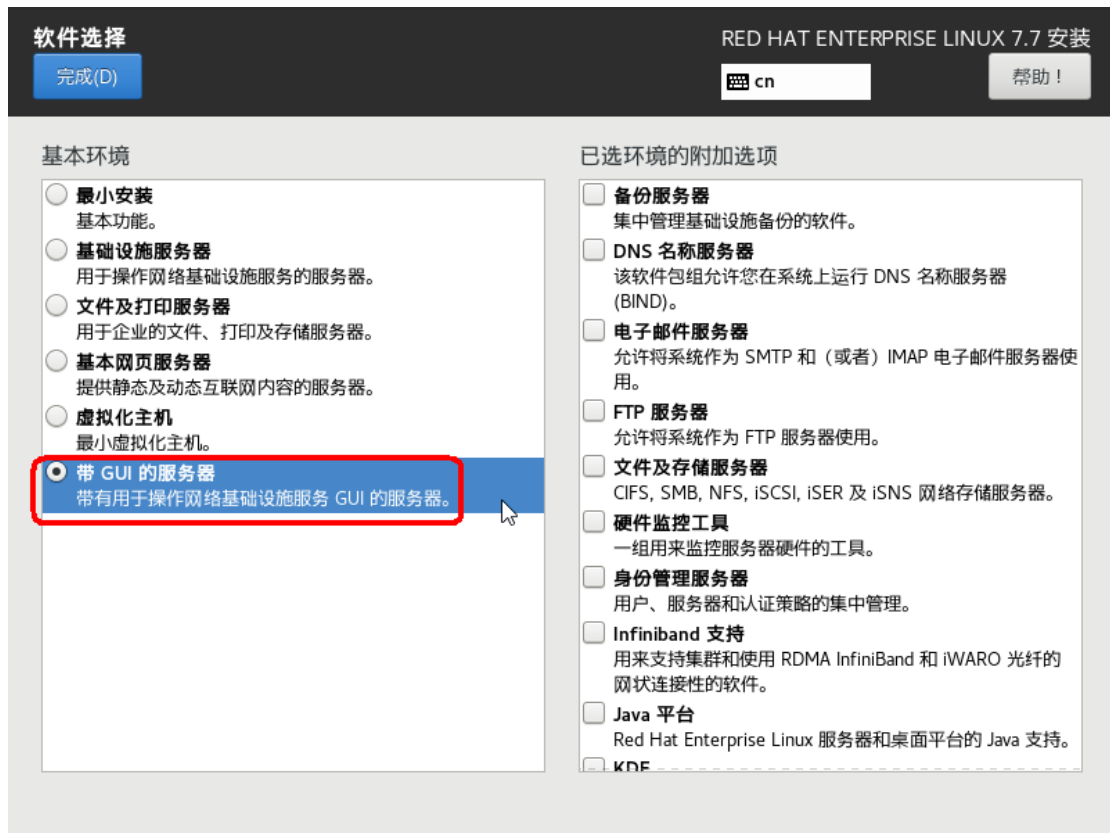 软件选择
RED HAT ENTERPRISE LINUX 7.7 安装
完成(D)
cn
帮助！
基本环境
最小安装
基本功能。
基础设施服务器
用于操作网络基础设施服务的服务器。
文件及打印服务器
用于企业的文件、打印及存储服务器。
基本网页服务器
提供静态及动态互联网内容的服务器。
虚拟化主机
最小虚拟化主机。
带 GUI 的服务器
带有用于操作网络基础设施服务 GUI 的服务器。
已选环境的附加选项
备份服务器
集中管理基础设施备份的软件。
DNS 名称服务器
该软件包组允许您在系统上运行 DNS 名称服务器
(BIND)。
电子邮件服务器
允许将系统作为 SMTP 和（或者）IMAP 电子邮件服务器使
用。
FTP 服务器
允许将系统作为 FTP 服务器使用。
文件及存储服务器
CIFS, SMB, NFS, iSCSI, iSER 及 iSNS 网络存储服务器。
硬件监控工具
一组用来监控服务器硬件的工具。
身份管理服务器
用户、服务器和认证策略的集中管理。
Infiniband 支持
用来支持集群和使用 RDMA InfiniBand 和 iWARO 光纤的
网状连接性的软件。
Java 平台
Red Hat Enterprise Linux 服务器和桌面平台的 Java 支持。
KDE